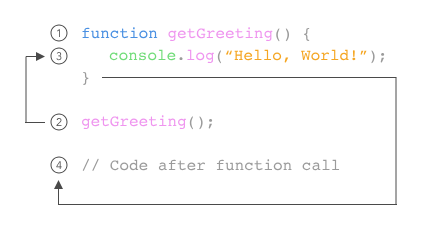 ① function getGreeting() {
③ console.log(“Hello, World!”);
}
② getGreeting();
④ // Code after function call